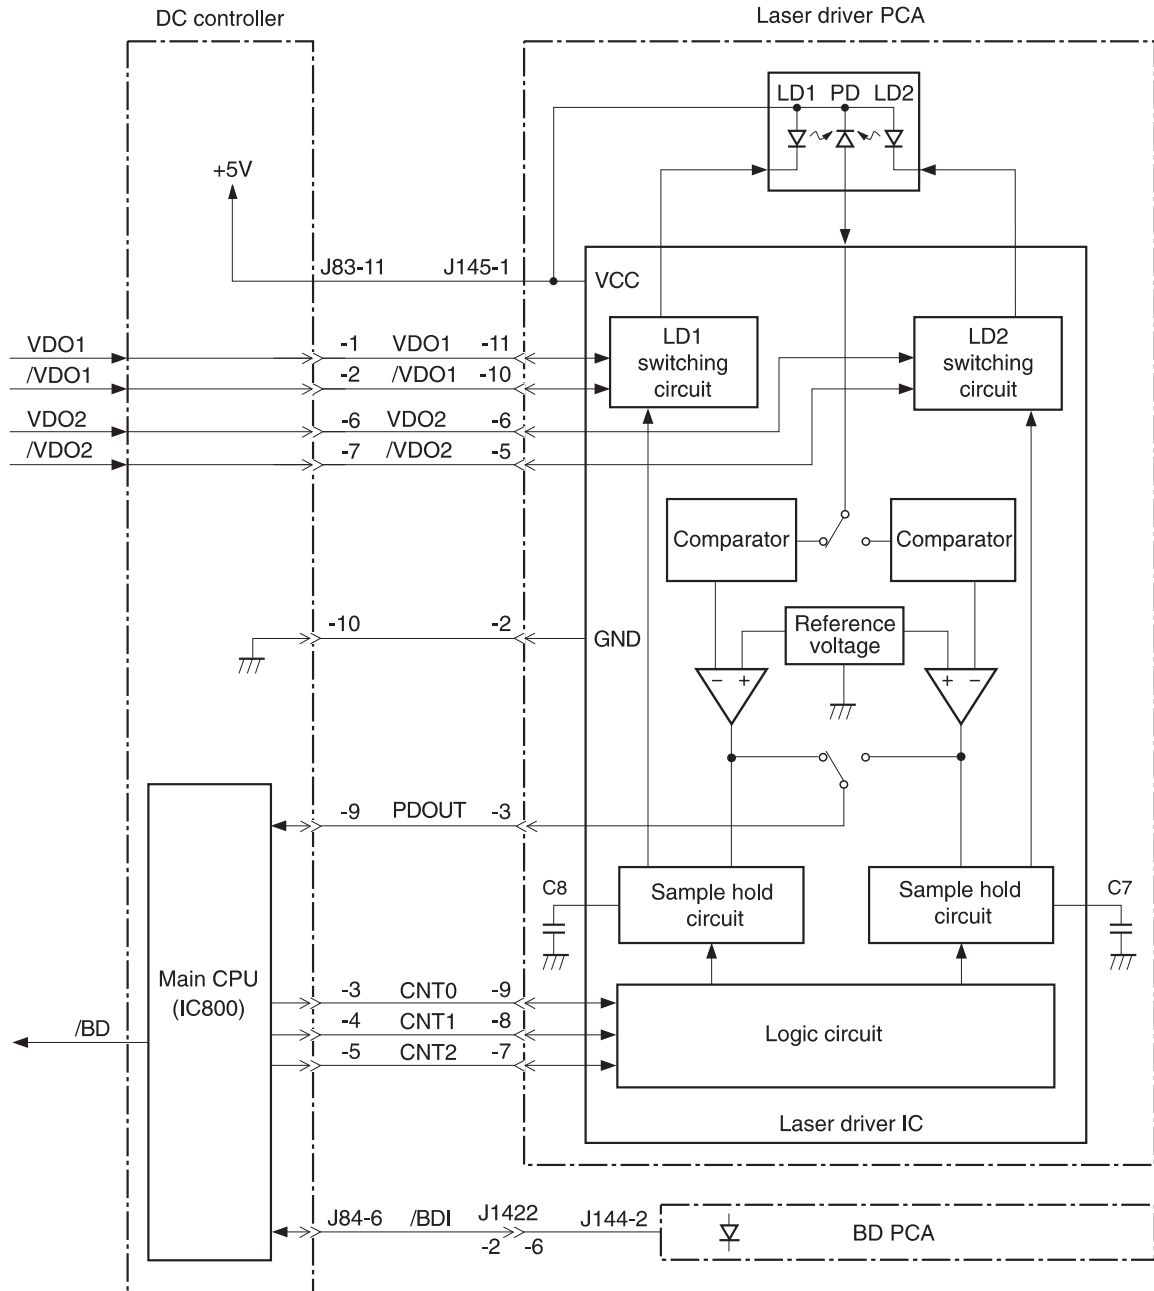 DC controller
Laser driver PCA
LD1 PD LD2
+5V
J83-11 J145-1
VCC
VDO1
-1 VDO1 -11
LD1 switching circuit
LD2 switching circuit
/VDO1
-2 /VDO1 -10
VDO2
-6 VDO2 -6
/VDO2
-7 /VDO2 -5
Comparator
Comparator
-10 -2
GND
Reference voltage
- +
+ -
-9 PDOUT -3
C8
Sample hold circuit
Sample hold circuit
C7
Main CPU
(IC800)
-3 CNT0 -9
-4 CNT1 -8
-5 CNT2 -7
/BD
Logic circuit
Laser driver IC
J84-6 /BDI J1422 J144-2
-2 -6
BD PCA